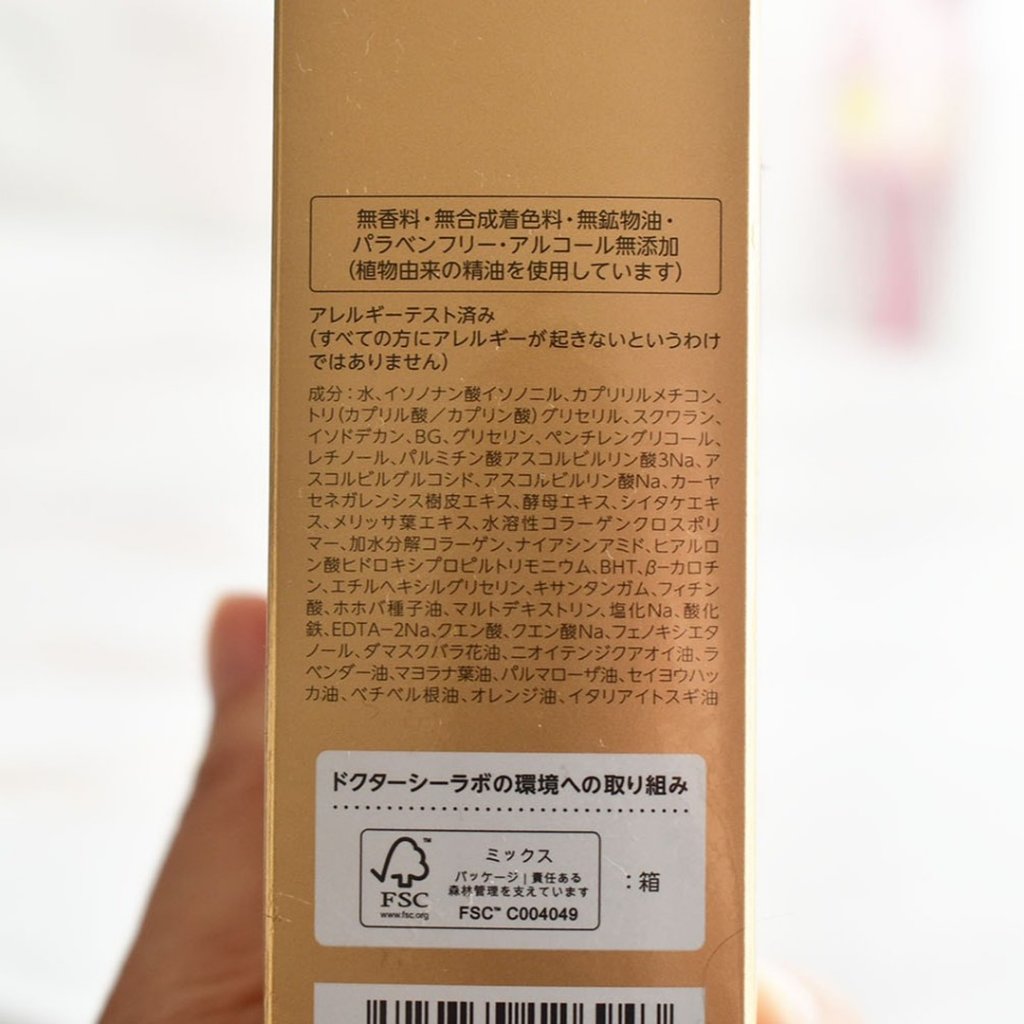 無香料・無合成着色料・無鉱物油・
パラベンフリー・アルコール無添加
(植物由来の精油を使用しています)
アレルギーテスト済み
(すべての方にアレルギーが起きないというわけ
ではありません)
成分:水、イソノナン酸イソノニル、カプリリルメチコン、
トリ(カプリル酸／カプリン酸)グリセリル、スクワラン、
イソドデカン、BG、グリセリン、ペンチレングリコール、
レチノール、パルミチン酸アスコルビルリン酸3Na、ア
スコルビルグルコシド、アスコルビルリン酸Na、カーヤ
セネガレンシス樹皮エキス、酵母エキス、シイタケエキ
ス、メリッサ葉エキス、水溶性コラーゲンクロスポリ
マー、加水分解コラーゲン、ナイアシンアミド、ヒアルロ
ン酸ヒドロキシプロピルトリモニウム、BHT、β-カロチ
ン、エチルヘキシルグリセリン、キサンタンガム、フィチン
酸、ホホバ種子油、マルトデキストリン、塩化Na、酸化
鉄、EDTA-2Na、クエン酸、クエン酸Na、フェノキシエタ
ノール、ダマスクバラ花油、ニオイテンジクアオイ油、ラ
ベンダー油、マヨラナ葉油、パルマローザ油、セイヨウハッ
カ油、ベチベル根油、オレンジ油、イタリアイトスギ油
ドクターシーラボの環境への取り組み
ミックス
パッケージ|責任ある
森林管理を支えています
FSC™ C004049
FSC
www.fsc.org
:箱